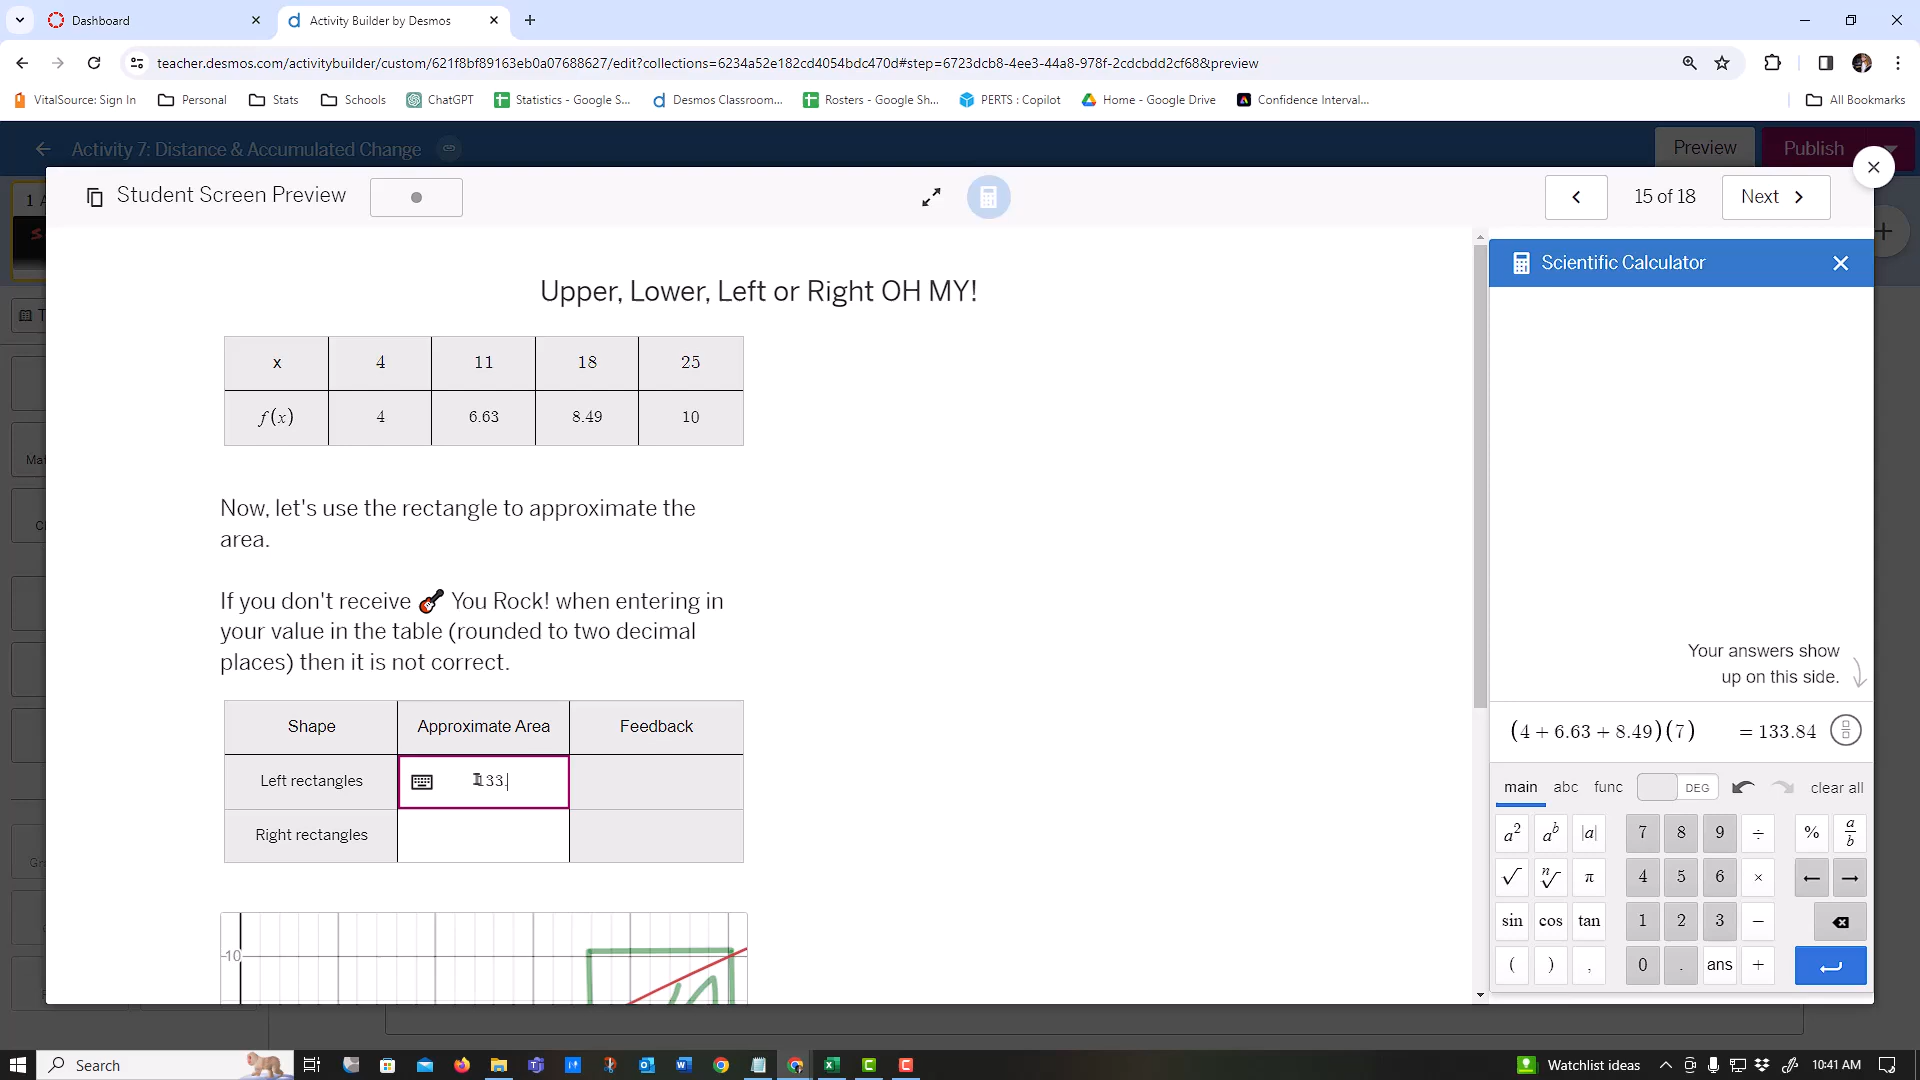 Dashboard
Activity Builder by Desmos
teacher.desmos.com/activitybuilder/custom/621f8bf89163eb0a07688627/edit?collections=6234a52e182cd4054bdc470d#step=6723dcb8-4ee3-44a8-978f-2cdcbdd2cf68&preview
VitalSource: Sign In Personal Stats Schools ChatGPT Statistics - Google S... Desmos Classroom... Rosters - Google Sh... PERTS : Copilot Home - Google Drive Confidence Interval... All Bookmarks
Activity 7: Distance & Accumulated Change Preview Publish
Student Screen Preview 15 of 18 Next
Scientific Calculator
Upper, Lower, Left or Right OH MY!
x 4 11 18 25
f(x) 4 6.63 8.49 10
Now, let's use the rectangle to approximate the
area.
If you don't receive 🎸 You Rock! when entering in
your value in the table (rounded to two decimal
places) then it is not correct.
Shape Approximate Area Feedback
Left rectangles 133.
Right rectangles
10
Your answers show
up on this side.
(4 + 6.63 + 8.49)(7) = 133.84
main abc func DEG clear all
a² aᵇ |a| 7 8 9 ÷ % a/b
√ ⁿ√ π 4 5 6 × ← →
sin cos tan 1 2 3 −
( ) , 0 . ans +
Search
Watchlist ideas 10:41 AM